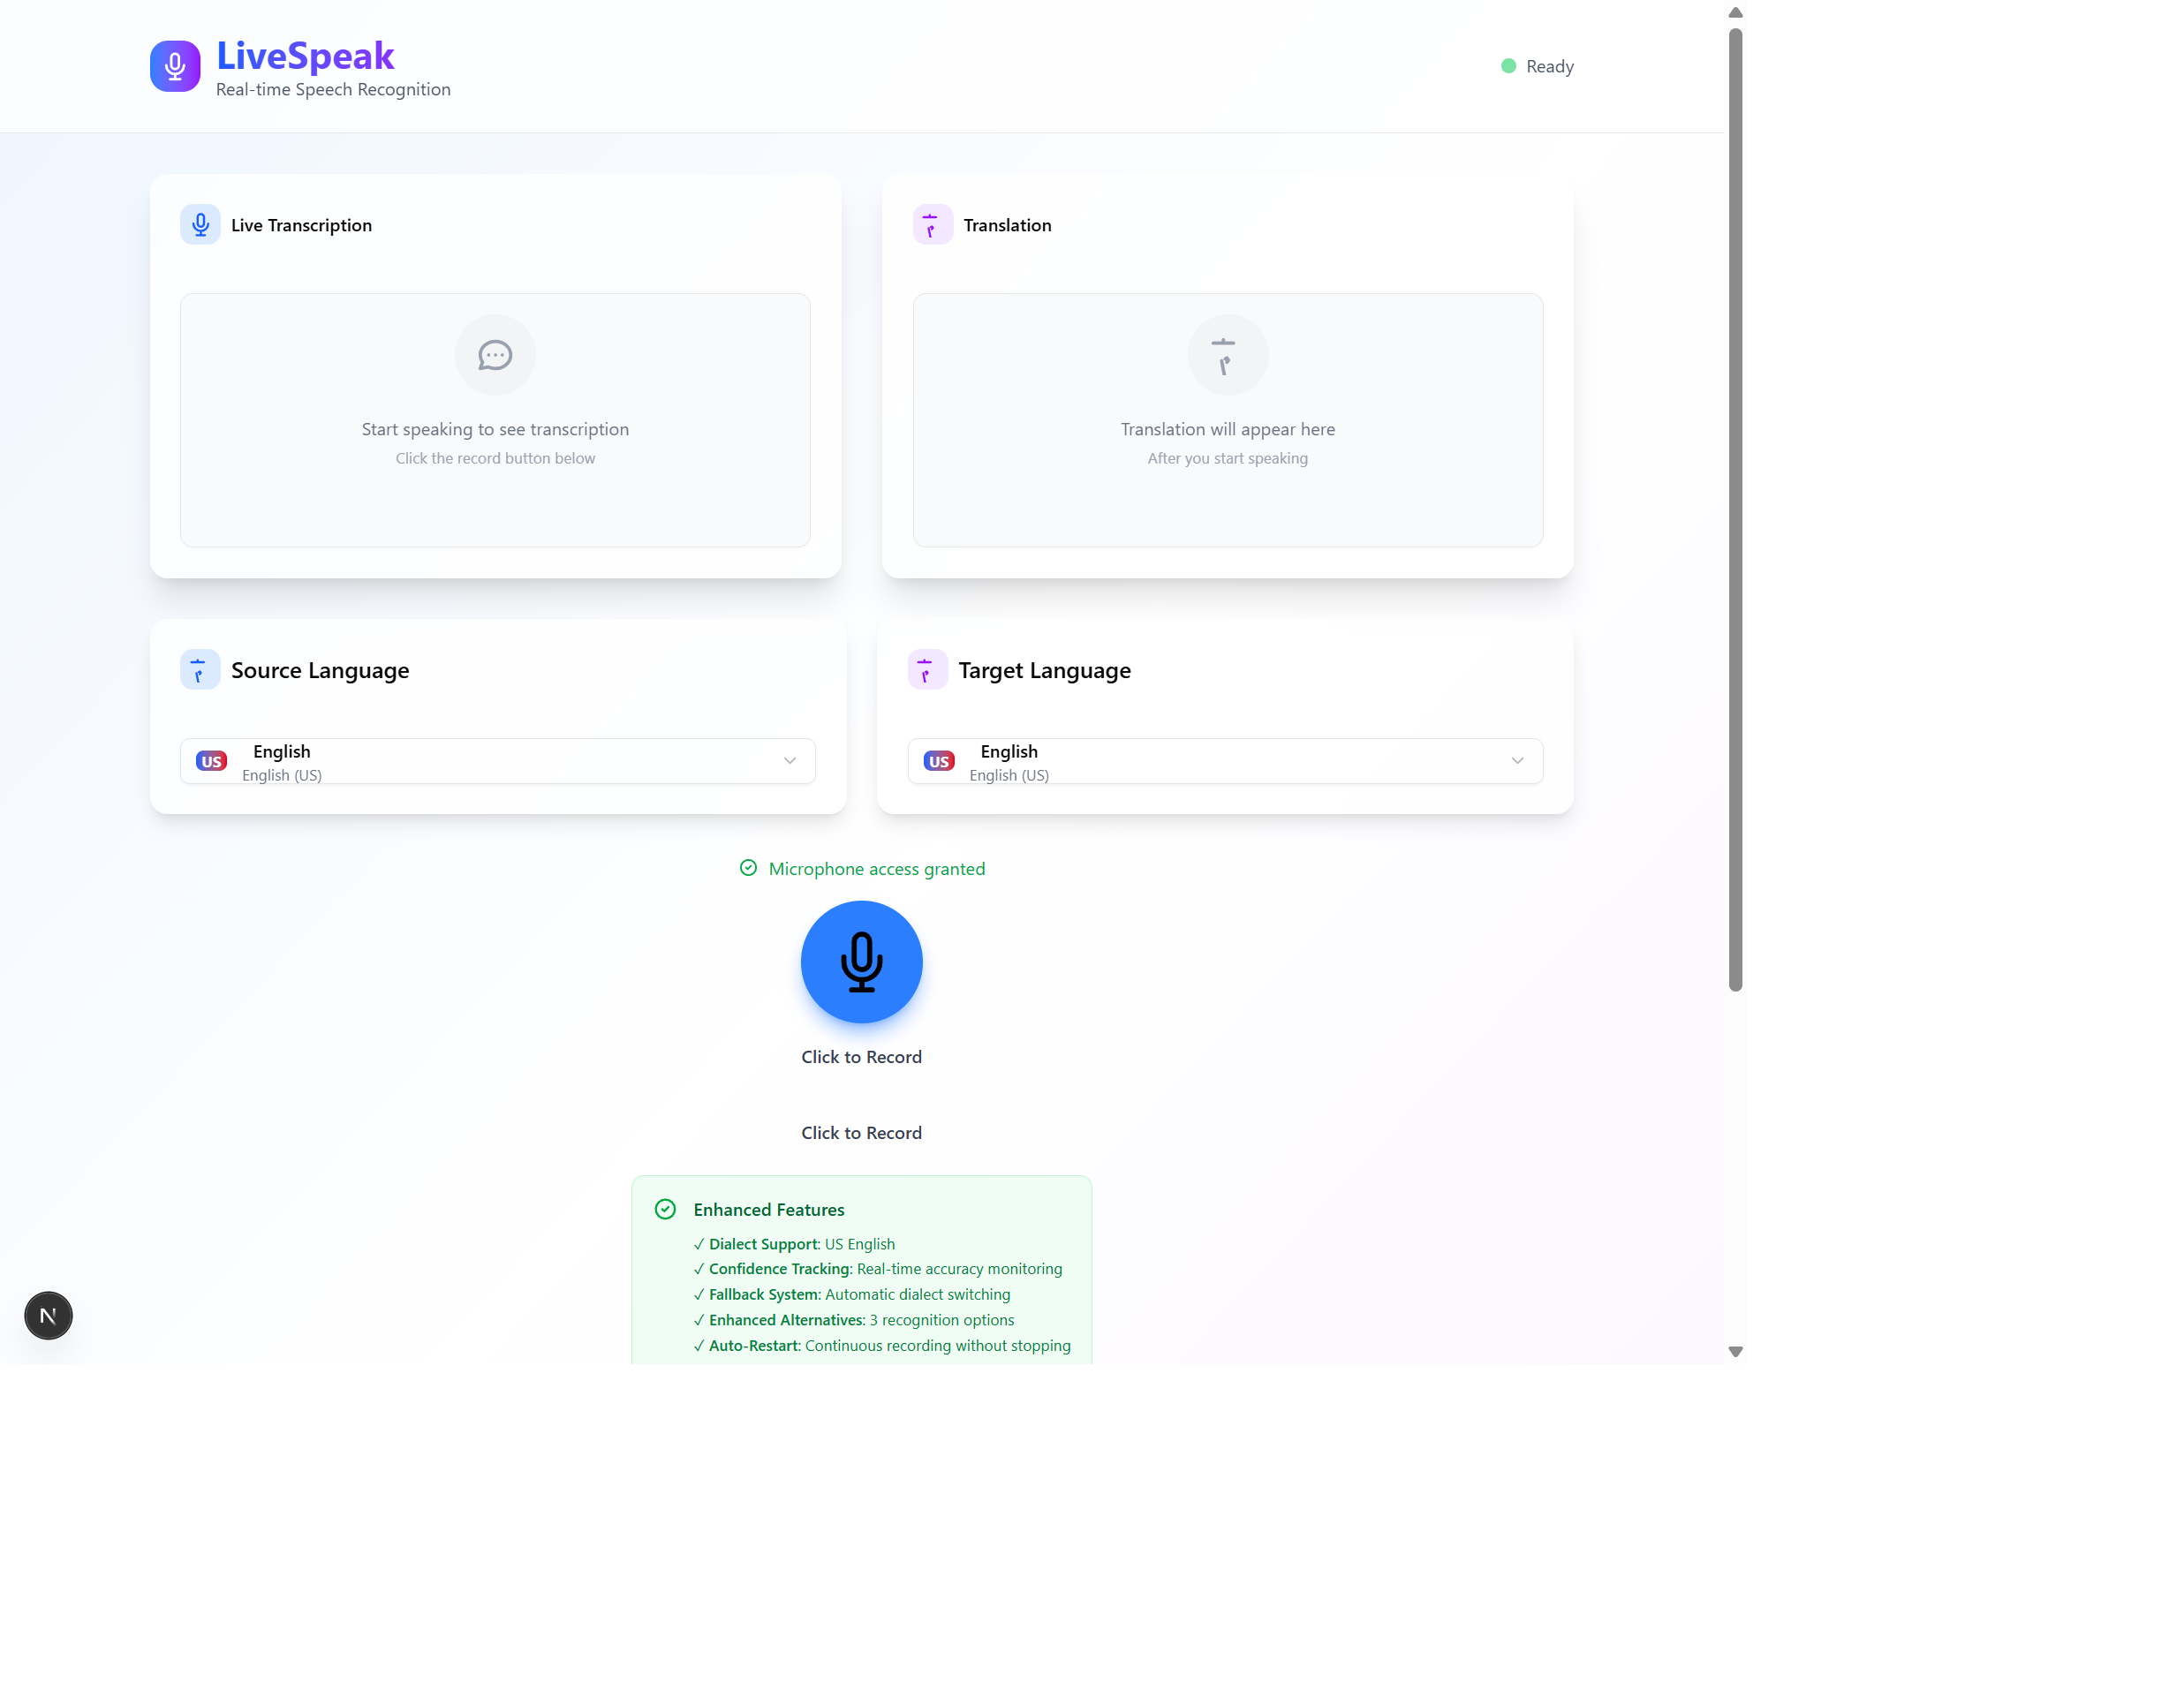 LiveSpeak
Real-time Speech Recognition
Ready
Live Transcription
Translation
Start speaking to see transcription
Click the record button below
Translation will appear here
After you start speaking
Source Language
Target Language
US English
English (US)
US English
English (US)
Microphone access granted
Click to Record
Click to Record
Enhanced Features
✓ Dialect Support: US English
✓ Confidence Tracking: Real-time accuracy monitoring
✓ Fallback System: Automatic dialect switching
✓ Enhanced Alternatives: 3 recognition options
✓ Auto-Restart: Continuous recording without stopping
N